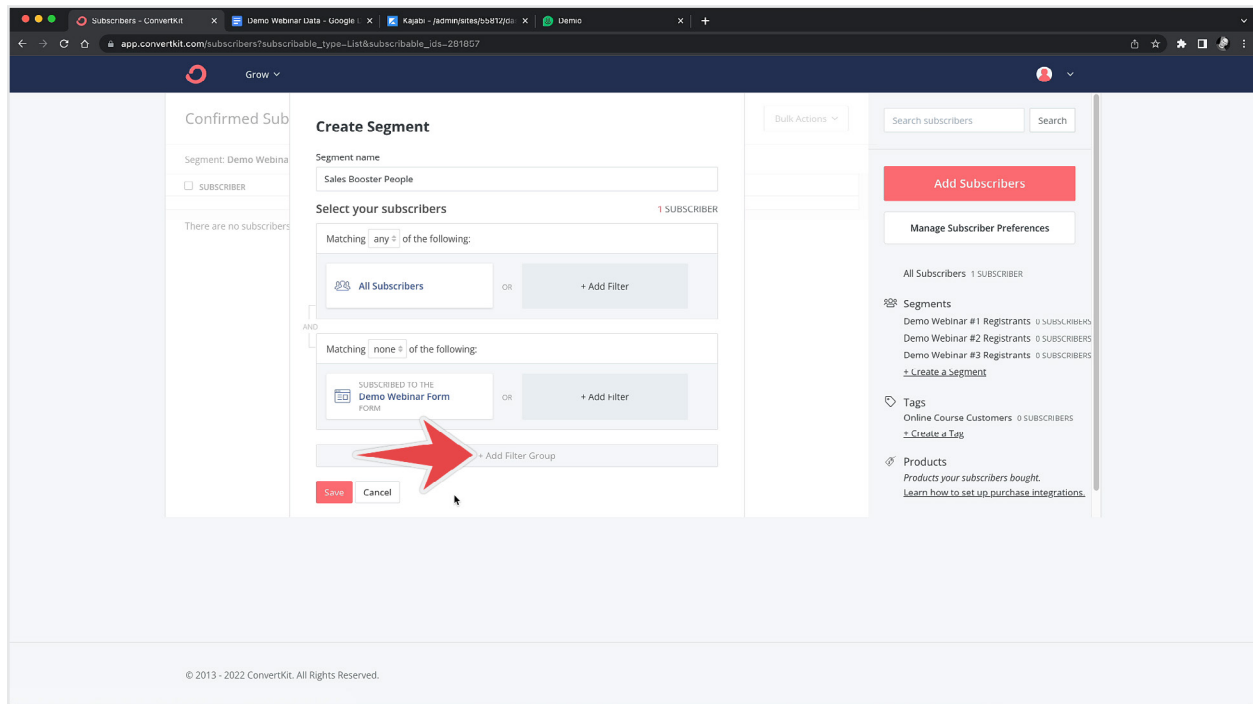 Subscribers - ConvertKit
Demo Webinar Data - Google
Kajabi - /admin/sites/55812/da
Demio
app.convertkit.com/subscribers?subscribable_type=List&subscribable_ids=281857
Grow
Confirmed Sub
Create Segment
Bulk Actions
Search subscribers
Search
Segment: Demo Webina
Segment name
SUBSCRIBER
Sales Booster People
Add Subscribers
Select your subscribers
1 SUBSCRIBER
There are no subscribers
Matching any of the following:
Manage Subscriber Preferences
All Subscribers 1 SUBSCRIBER
All Subscribers
OR
+ Add Filter
Segments
Demo Webinar #1 Registrants 0 SUBSCRIBERS
AND
Demo Webinar #2 Registrants 0 SUBSCRIBERS
Matching none of the following:
Demo Webinar #3 Registrants 0 SUBSCRIBERS
+ Create a Segment
SUBSCRIBED TO THE
Demo Webinar Form
FORM
OR
+ Add Filter
Tags
Online Course Customers 0 SUBSCRIBERS
+ Create a Tag
+ Add Filter Group
Products
Products your subscribers bought.
Learn how to set up purchase integrations.
Save
Cancel
© 2013 - 2022 ConvertKit. All Rights Reserved.